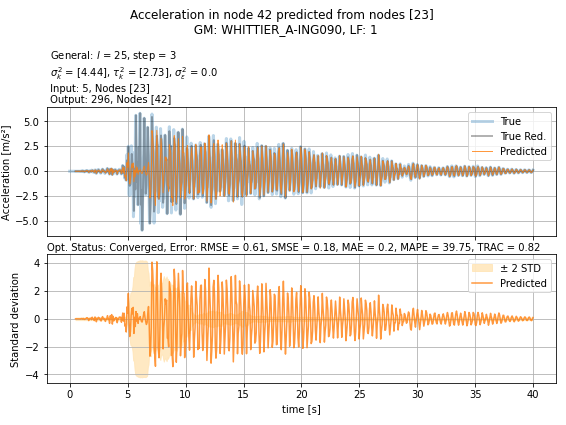 Acceleration in node 42 predicted from nodes [23]
GM: WHITTIER_A-ING090, LF: 1
General: l = 25, step = 3
σ²ₖ = [4.44], τ²ₖ = [2.73], σ²ε = 0.0
Input: 5, Nodes [23]
Output: 296, Nodes [42]
Acceleration [m/s²]
5.0
2.5
0.0
−2.5
−5.0
True
True Red.
Predicted
Opt. Status: Converged, Error: RMSE = 0.61, SMSE = 0.18, MAE = 0.2, MAPE = 39.75, TRAC = 0.82
Standard deviation
4
2
0
−2
−4
± 2 STD
Predicted
0 5 10 15 20 25 30 35 40
time [s]